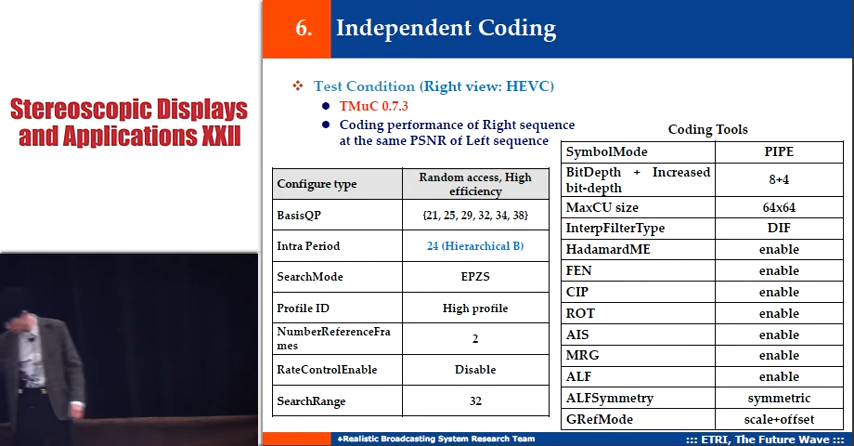 Stereoscopic Displays
and Applications XXII
6. Independent Coding
Test Condition (Right view: HEVC)
TMuC 0.7.3
Coding performance of Right sequence
at the same PSNR of Left sequence
Configure type Random access, High
efficiency
BasisQP {21, 25, 29, 32, 34, 38}
Intra Period 24 (Hierarchical B)
SearchMode EPZS
Profile ID High profile
NumberReferenceFra
mes 2
RateControlEnable Disable
SearchRange 32
Coding Tools
SymbolMode PIPE
BitDepth + Increased
bit-depth 8+4
MaxCU size 64x64
InterpFilterType DIF
HadamardME enable
FEN enable
CIP enable
ROT enable
AIS enable
MRG enable
ALF enable
ALFSymmetry symmetric
GRefMode scale+offset
♠Realistic Broadcasting System Research Team
::: ETRI, The Future Wave :::